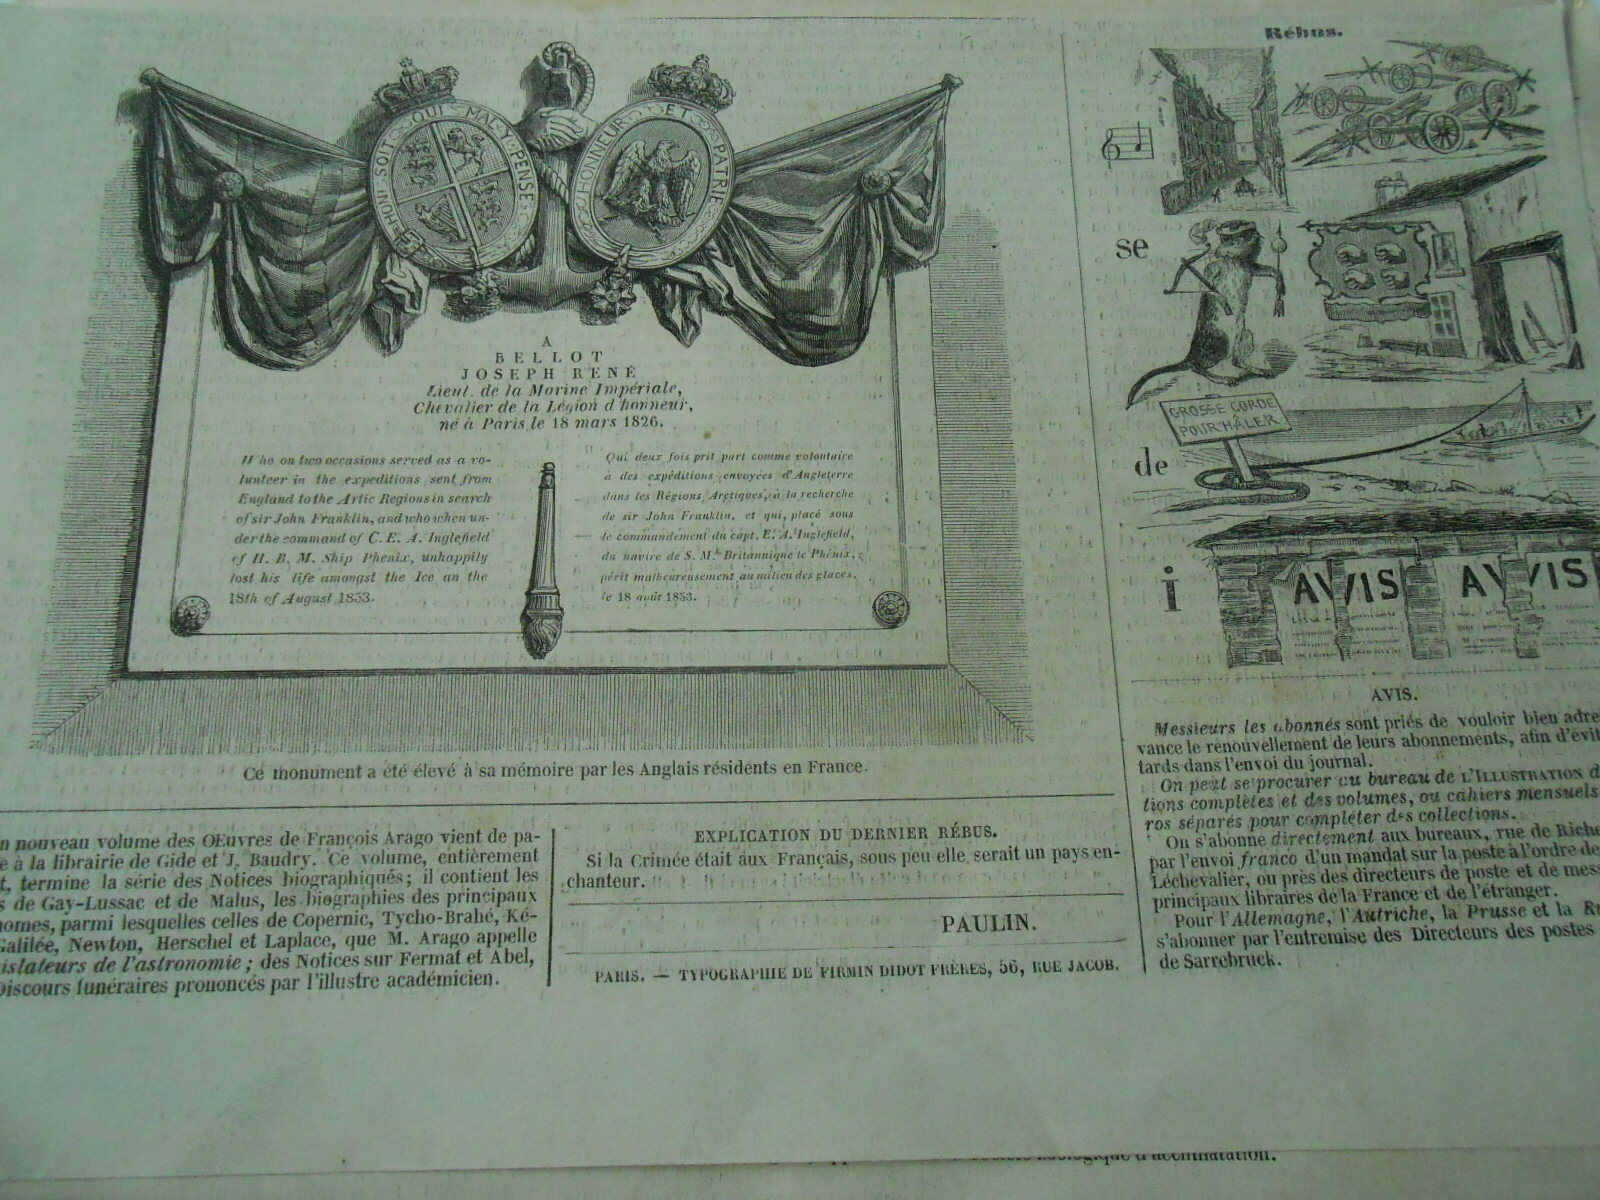 HONI SOIT QUI MAL Y PENSE
HONNEUR ET PATRIE
A
BELLOT
JOSEPH RENÉ
Lieut. de la Marine Impériale,
Chevalier de la Légion d'honneur,
né à Paris le 18 mars 1826.
Who on two occasions served as a vo-
lunteer in the expeditions sent from
England to the Artic Regions in search
of sir John Franklin, and who when un-
der the command of C. E. A. Inglefield
of H. B. M. Ship Phenix, unhappily
lost his life amongst the Ice an the
18th of August 1853.
Qui deux fois prit part comme volontaire
à des expéditions envoyées d'Angleterre
dans les Régions Arctiques, à la recherche
de sir John Franklin, et qui, placé sous
le commandement du capt. E. A. Inglefield,
du navire de S. M. Britannique le Phénix,
périt malheureusement au milieu des glaces,
le 18 août 1853.
Ce monument a été élevé à sa mémoire par les Anglais résidents en France.
n nouveau volume des OEuvres de François Arago vient de pa-
e à la librairie de Gide et J. Baudry. Ce volume, entièrement
t, termine la série des Notices biographiques; il contient les
s de Gay-Lussac et de Malus, les biographies des principaux
nomes, parmi lesquelles celles de Copernic, Tycho-Brahé, Ké-
Galilée, Newton, Herschel et Laplace, que M. Arago appelle
islateurs de l'astronomie; des Notices sur Fermat et Abel,
Discours funéraires prononcés par l'illustre académicien.
EXPLICATION DU DERNIER RÉBUS.
Si la Crimée était aux Français, sous peu elle serait un pays en-
chanteur.
PAULIN.
PARIS. — TYPOGRAPHIE DE FIRMIN DIDOT FRÈRES, 56, RUE JACOB.
Rébus.
se
GROSSE CORDE
POUR HÂLER
de
i
AVIS AVIS
AVIS.
Messieurs les abonnés sont priés de vouloir bien adre
vance le renouvellement de leurs abonnements, afin d'évit
tards dans l'envoi du journal.
On peut se procurer au bureau de L'ILLUSTRATION d
tions complètes et des volumes, ou cahiers mensuels
ros séparés pour compléter des collections.
On s'abonne directement aux bureaux, rue de Riche
par l'envoi franco d'un mandat sur la poste à l'ordre de
Lechevalier, ou près des directeurs de poste et de mess
principaux libraires de la France et de l'étranger.
Pour l'Allemagne, l'Autriche, la Prusse et la Ru
s'abonner par l'entremise des Directeurs des postes
de Sarrebruck.
zoologique d'acclimatation.